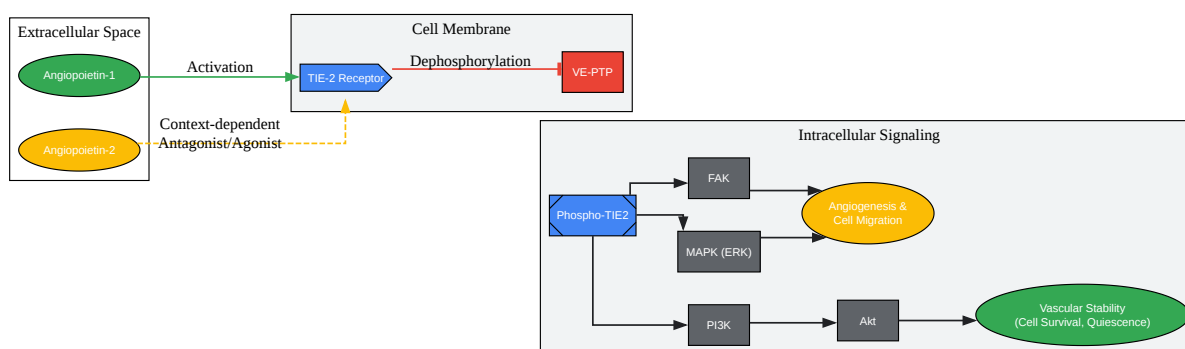 Extracellular Space
Angiopoietin-1
Angiopoietin-2
Activation
Context-dependent
Antagonist/Agonist
Cell Membrane
TIE-2 Receptor
Dephosphorylation
VE-PTP
Intracellular Signaling
Phospho-TIE2
FAK
MAPK (ERK)
Angiogenesis &
Cell Migration
PI3K
Akt
Vascular Stability
(Cell Survival, Quiescence)